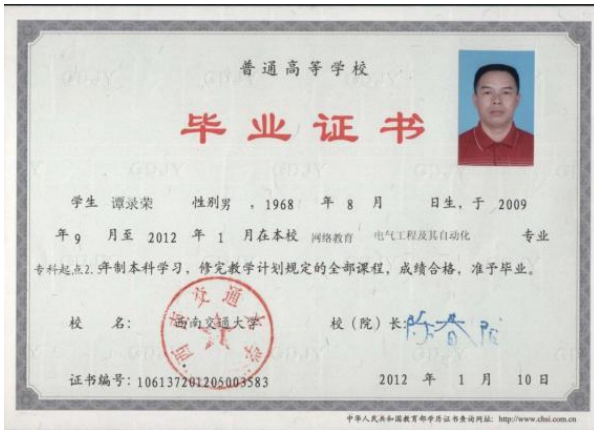 普通高等学校
毕业证书
学生 谭录荣 性别男 ，1968 年 8 月 日生，于 2009
年 9 月至 2012 年 1 月在本校 网络教育 电气工程及其自动化 专业
专科起点2.5年制本科学习，修完教学计划规定的全部课程，成绩合格，准予毕业。
校 名： 西南交通大学 校（院）长：
西南交通大学
证书编号：106137201205003583 2012 年 1 月 10 日
中华人民共和国教育部学历证书查询网址：http://www.chsi.com.cn